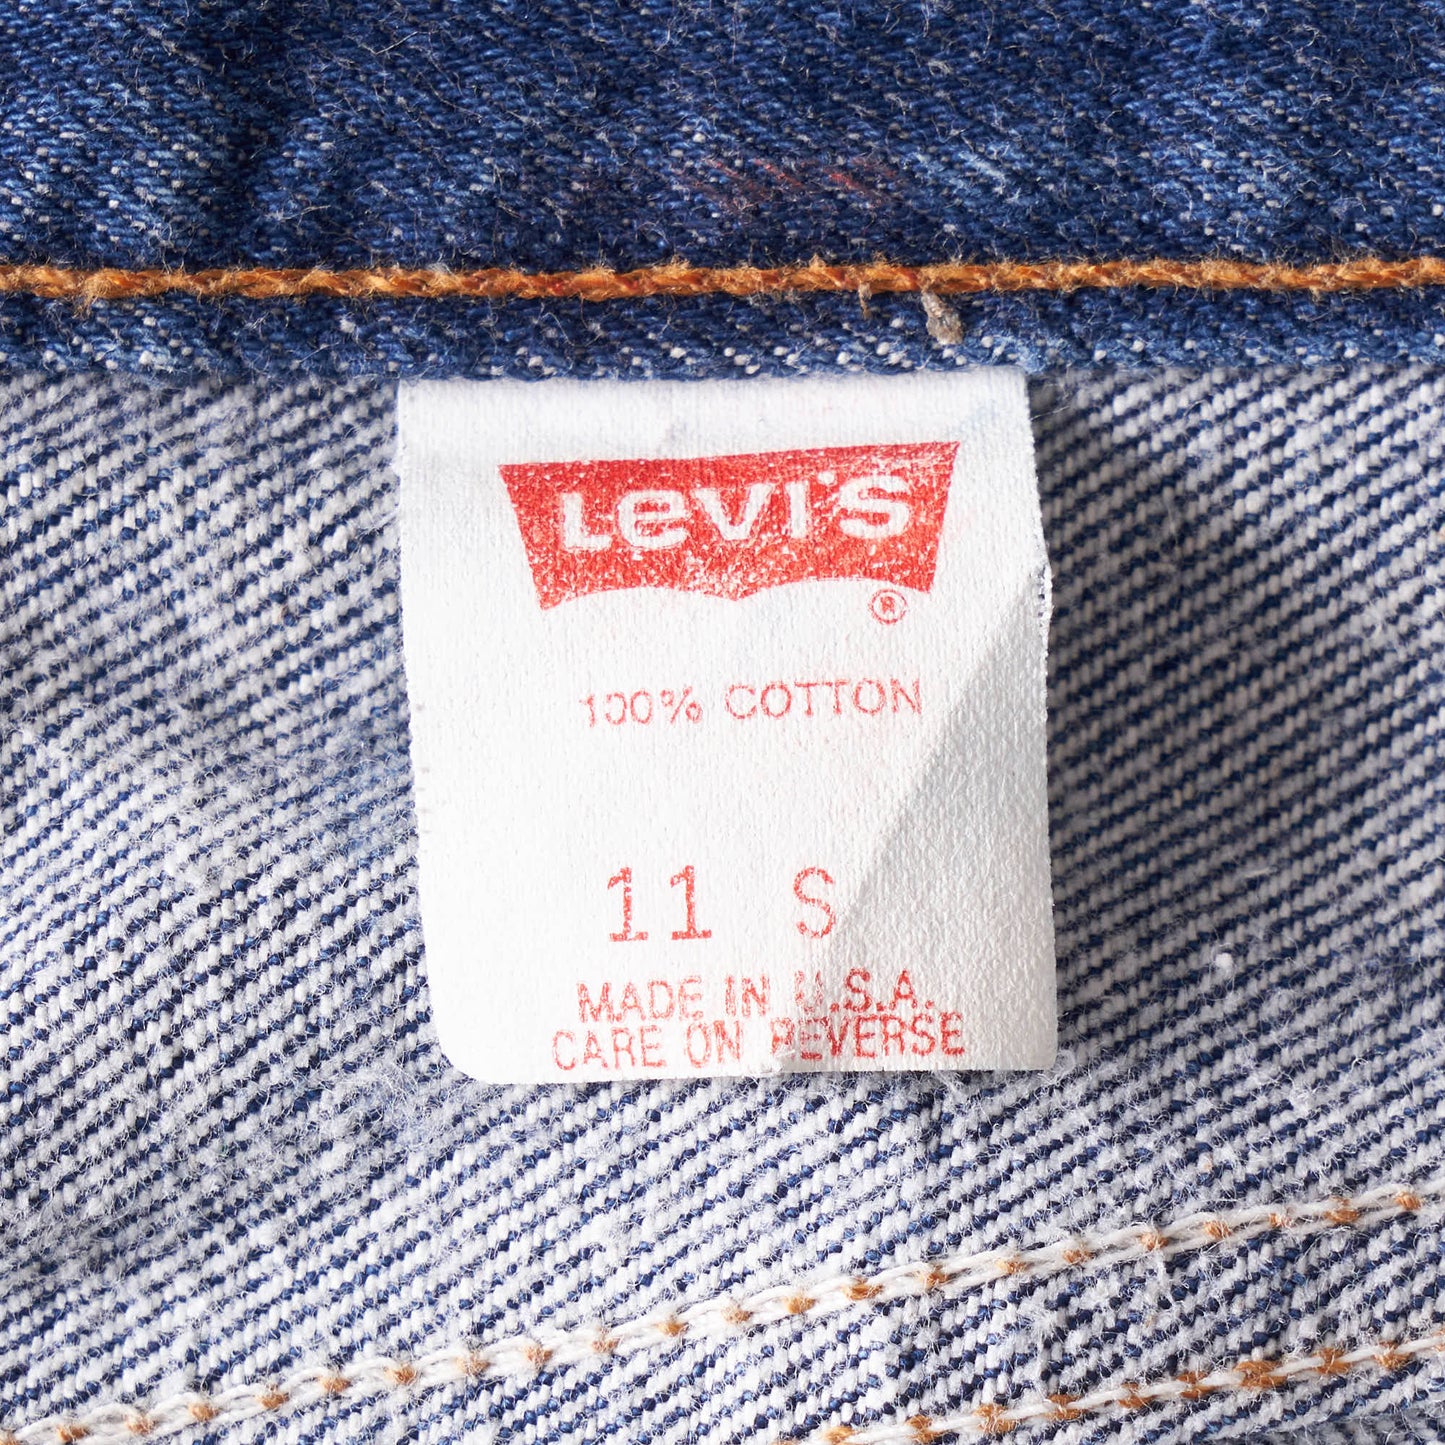 LEVI'S
®
100% COTTON
11 S
MADE IN U.S.A.
CARE ON REVERSE